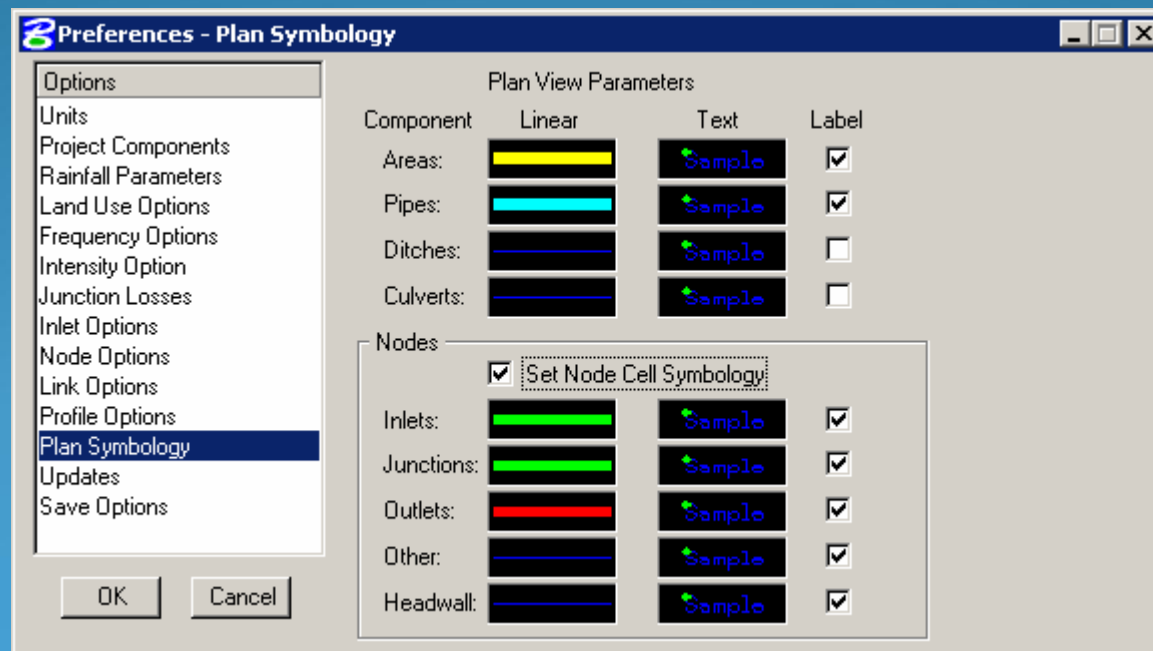 Preferences - Plan Symbology
Options
Units
Project Components
Rainfall Parameters
Land Use Options
Frequency Options
Intensity Option
Junction Losses
Inlet Options
Node Options
Link Options
Profile Options
Plan Symbology
Updates
Save Options
OK Cancel
Plan View Parameters
Component Linear Text Label
Areas: Sample
Pipes: Sample
Ditches: Sample
Culverts: Sample
Nodes
Set Node Cell Symbology
Inlets: Sample
Junctions: Sample
Outlets: Sample
Other: Sample
Headwall: Sample